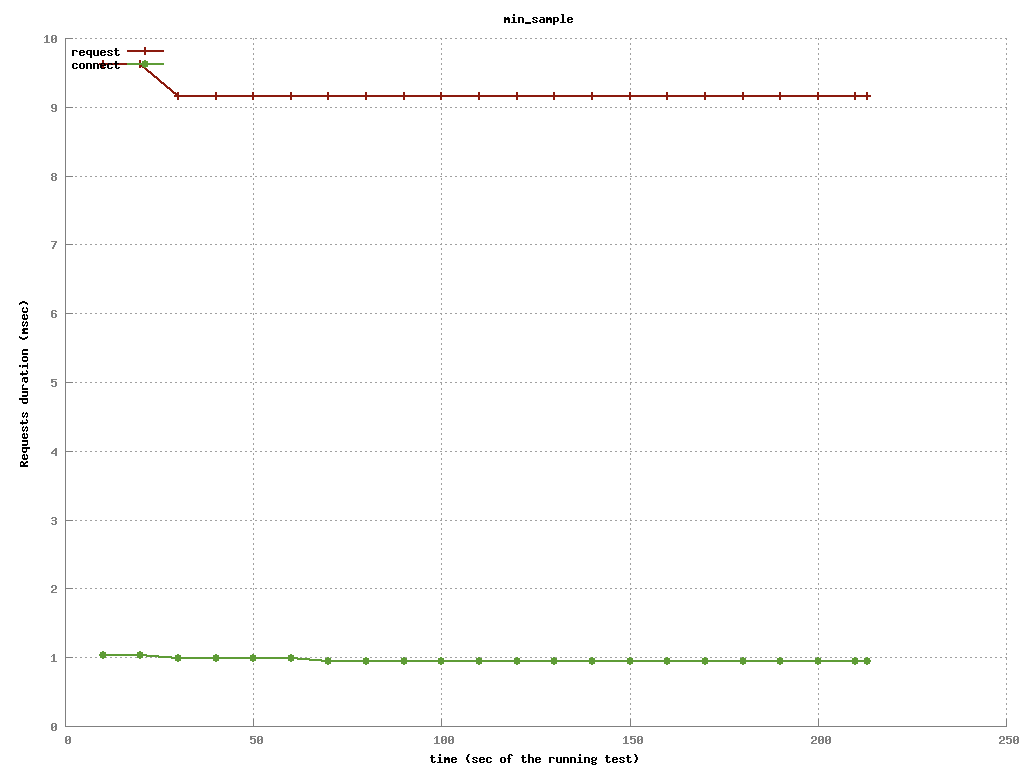 min_sample
request
connect
10
9
8
7
6
5
4
3
2
1
0
Requests duration (msec)
0 50 100 150 200 250
time (sec of the running test)